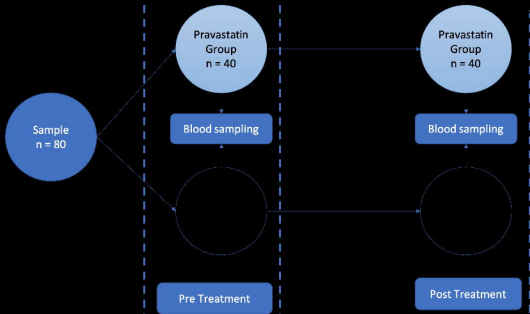 Pravastatin
Group
n = 40
Pravastatin
Group
n = 40
Sample
n = 80
Blood sampling
Blood sampling
Pre Treatment
Post Treatment